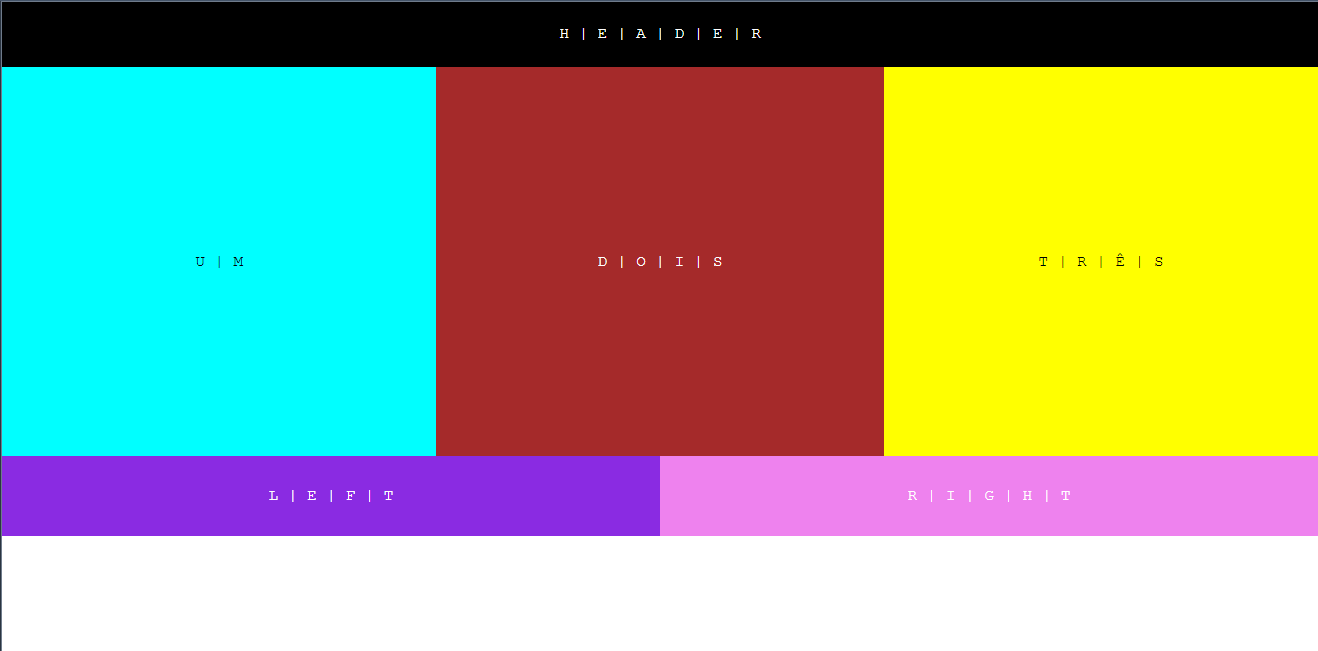 H | E | A | D | E | R
U | M
D | O | I | S
T | R | Ê | S
L | E | F | T
R | I | G | H | T